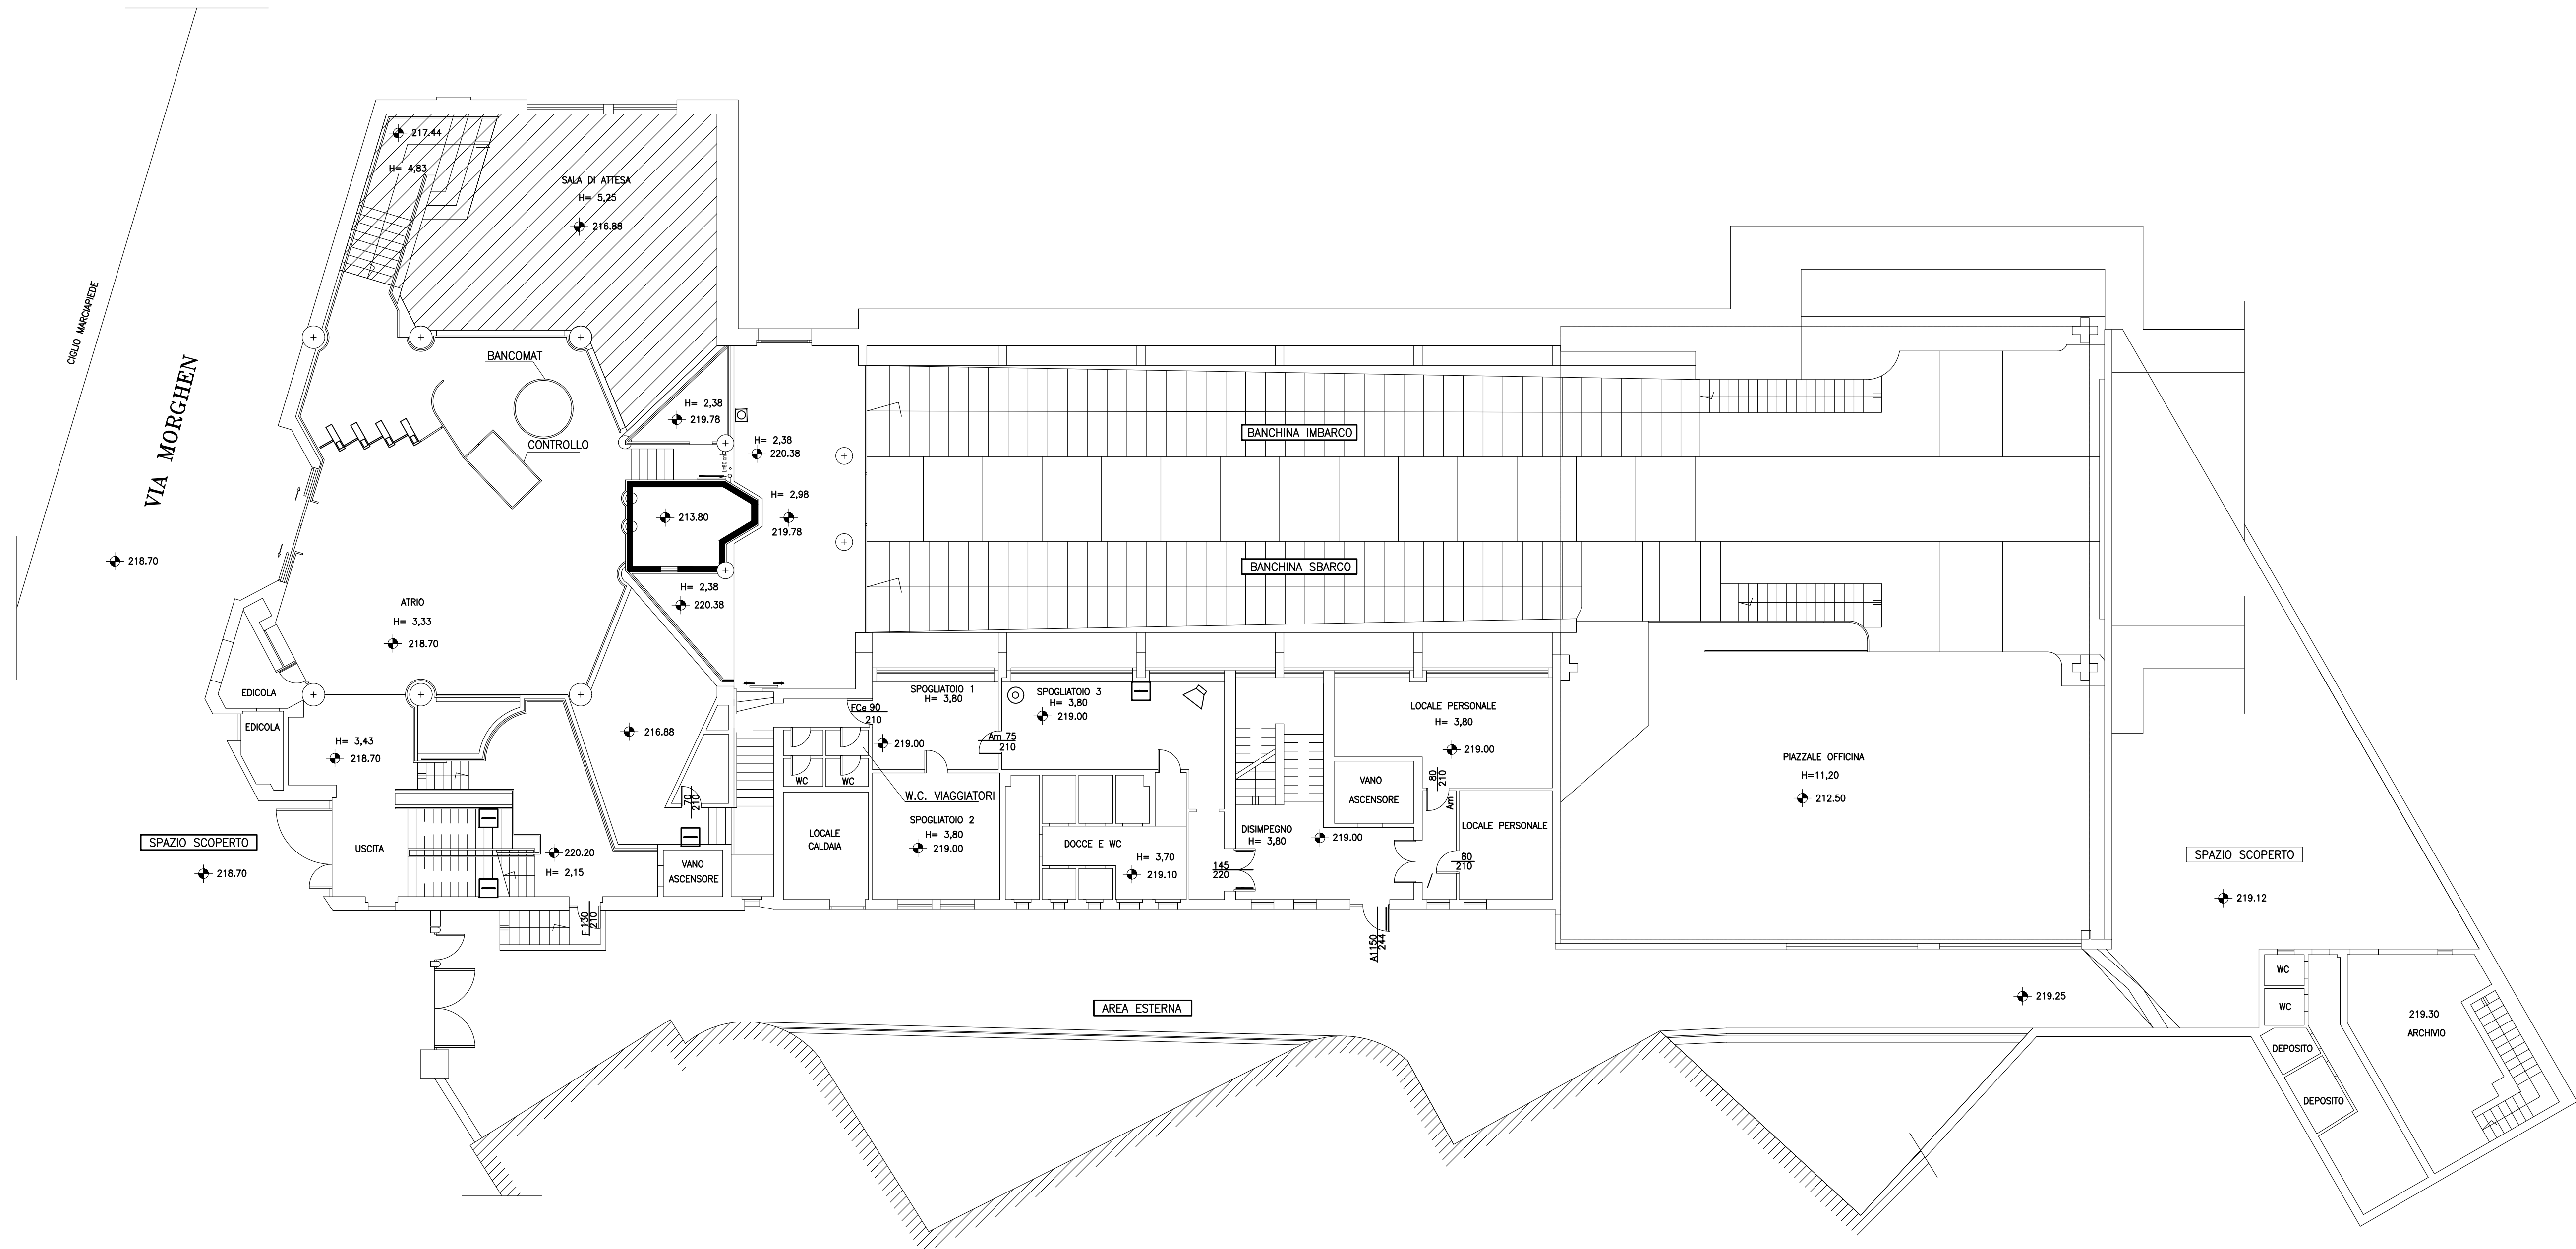 217.44
H= 4,83
SALA DI ATTESA
H= 5,25
216.88
CIGLIO MARCIAPIEDE
VIA MORGHEN
BANCOMAT
CONTROLLO
H= 2,38
219.78
H= 2,38
220.38
L=80 cm
H= 2,98
219.78
213.80
H= 2,38
220.38
BANCHINA IMBARCO
BANCHINA SBARCO
218.70
ATRIO
H= 3,33
218.70
EDICOLA
EDICOLA
H= 3,43
218.70
216.88
SPOGLIATOIO 1
H= 3,80
FCe 90
210
219.00
SPOGLIATOIO 3
H= 3,80
219.00
Am 75
210
LOCALE PERSONALE
H= 3,80
219.00
PIAZZALE OFFICINA
H=11,20
212.50
WC
WC
W.C. VIAGGIATORI
70
210
VANO
ASCENSORE
80
210
Am
SPOGLIATOIO 2
H= 3,80
219.00
LOCALE
CALDAIA
DOCCE E WC
H= 3,70
219.10
DISIMPEGNO
H= 3,80
219.00
LOCALE PERSONALE
80
210
145
220
SPAZIO SCOPERTO
218.70
USCITA
220.20
H= 2,15
VANO
ASCENSORE
F 130
210
A1150
244
SPAZIO SCOPERTO
219.12
AREA ESTERNA
219.25
WC
WC
DEPOSITO
DEPOSITO
219.30
ARCHIVIO